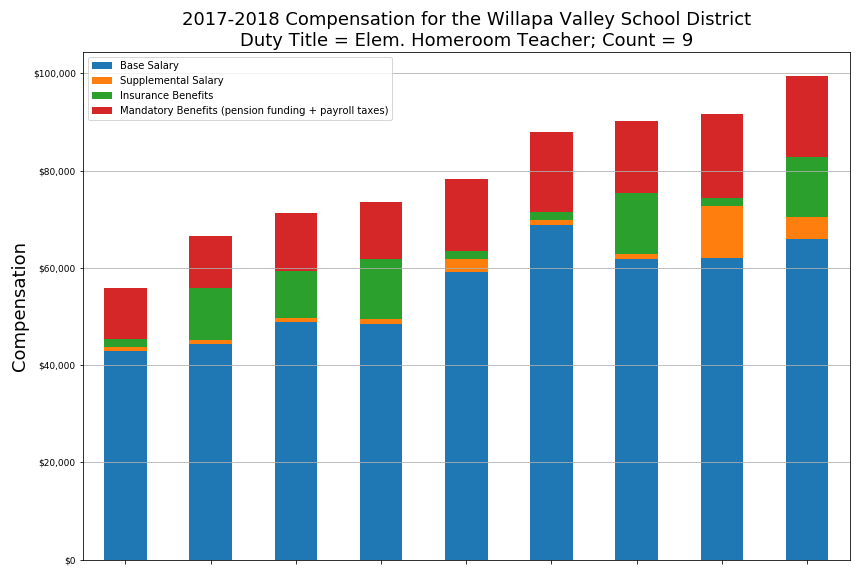 2017-2018 Compensation for the Willapa Valley School District
Duty Title = Elem. Homeroom Teacher; Count = 9
Base Salary
Supplemental Salary
Insurance Benefits
Mandatory Benefits (pension funding + payroll taxes)
$100,000
$80,000
$60,000
$40,000
$20,000
$0
Compensation